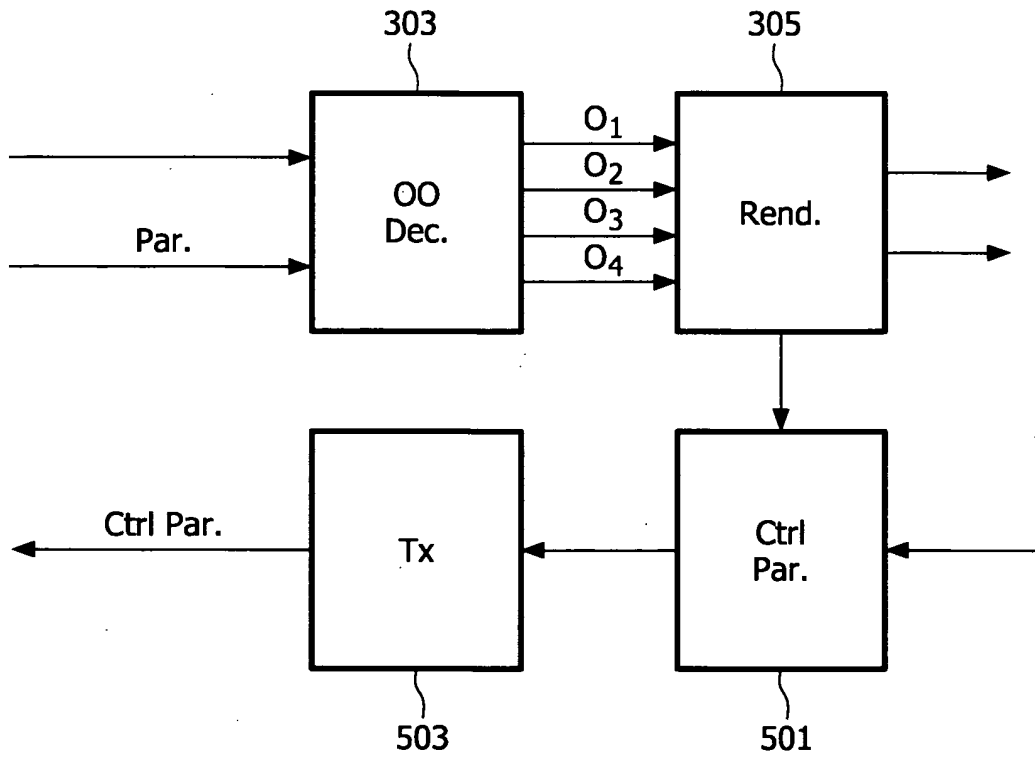 303
305
O1
O2
O3
O4
OO
Dec.
Rend.
Par.
Ctrl Par.
Tx
Ctrl
Par.
503
501